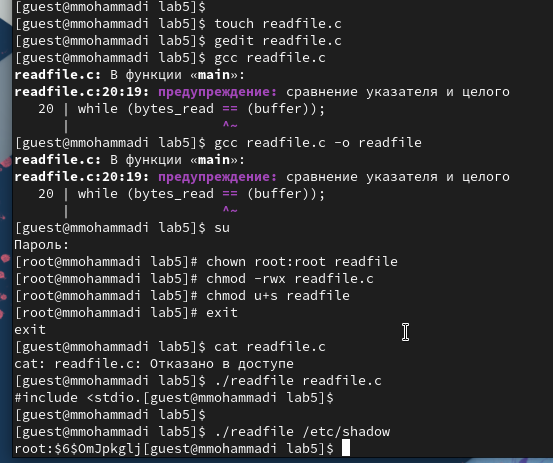 [guest@mmohammadi lab5]$
[guest@mmohammadi lab5]$ touch readfile.c
[guest@mmohammadi lab5]$ gedit readfile.c
[guest@mmohammadi lab5]$ gcc readfile.c
readfile.c: В функции «main»:
readfile.c:20:19: предупреждение: сравнение указателя и целого
20 | while (bytes_read == (buffer));
| ^~
[guest@mmohammadi lab5]$ gcc readfile.c -o readfile
readfile.c: В функции «main»:
readfile.c:20:19: предупреждение: сравнение указателя и целого
20 | while (bytes_read == (buffer));
| ^~
[guest@mmohammadi lab5]$ su
Пароль:
[root@mmohammadi lab5]# chown root:root readfile
[root@mmohammadi lab5]# chmod -rwx readfile.c
[root@mmohammadi lab5]# chmod u+s readfile
[root@mmohammadi lab5]# exit
exit
[guest@mmohammadi lab5]$ cat readfile.c
cat: readfile.c: Отказано в доступе
[guest@mmohammadi lab5]$ ./readfile readfile.c
#include <stdio.[guest@mmohammadi lab5]$
[guest@mmohammadi lab5]$
[guest@mmohammadi lab5]$ ./readfile /etc/shadow
root:$6$OmJpkglj[guest@mmohammadi lab5]$